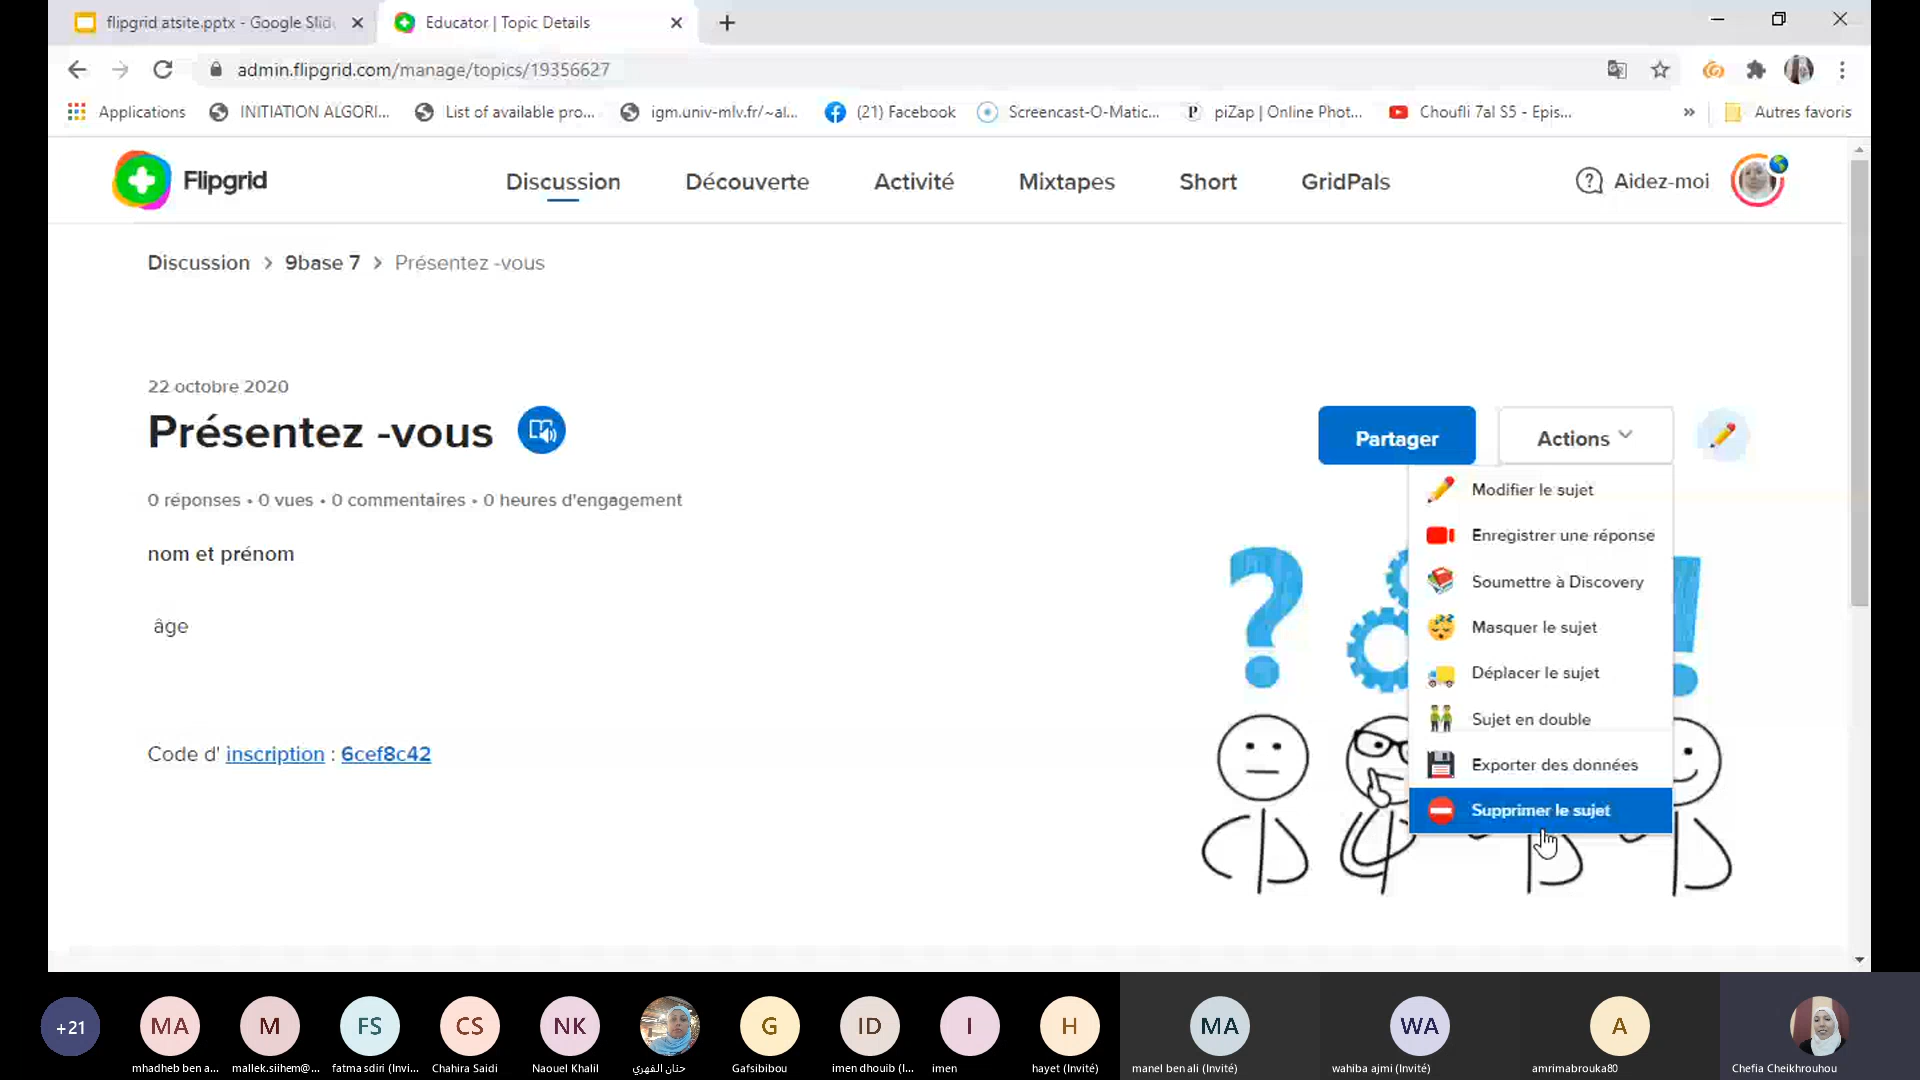 flipgrid atsite.pptx - Google Slid
Educator | Topic Details
admin.flipgrid.com/manage/topics/19356627
Applications
INITIATION ALGORI...
List of available pro...
igm.univ-mlv.fr/~al...
(21) Facebook
Screencast-O-Matic...
piZap | Online Phot...
Choufli 7al S5 - Epis...
»
Autres favoris
Flipgrid
Discussion
Découverte
Activité
Mixtapes
Short
GridPals
Aidez-moi
Discussion > 9base 7 > Présentez -vous
22 octobre 2020
Présentez -vous
Partager
Actions
0 réponses • 0 vues • 0 commentaires • 0 heures d'engagement
nom et prénom
âge
Code d' inscription : 6cef8c42
Modifier le sujet
Enregistrer une réponse
Soumettre à Discovery
Masquer le sujet
Déplacer le sujet
Sujet en double
Exporter des données
Supprimer le sujet
+21
MA
M
FS
CS
NK
G
ID
I
H
MA
WA
A
mhadheb ben a...
mallek.siihem@...
fatma sdiri (Invi...
Chahira Saidi
Naouel Khalil
حنان الفهري
Gafsibibou
imen dhouib (I...
imen
hayet (Invité)
manel ben ali (Invité)
wahiba ajmi (Invité)
amrimabrouka80
Chefia Cheikhrouhou